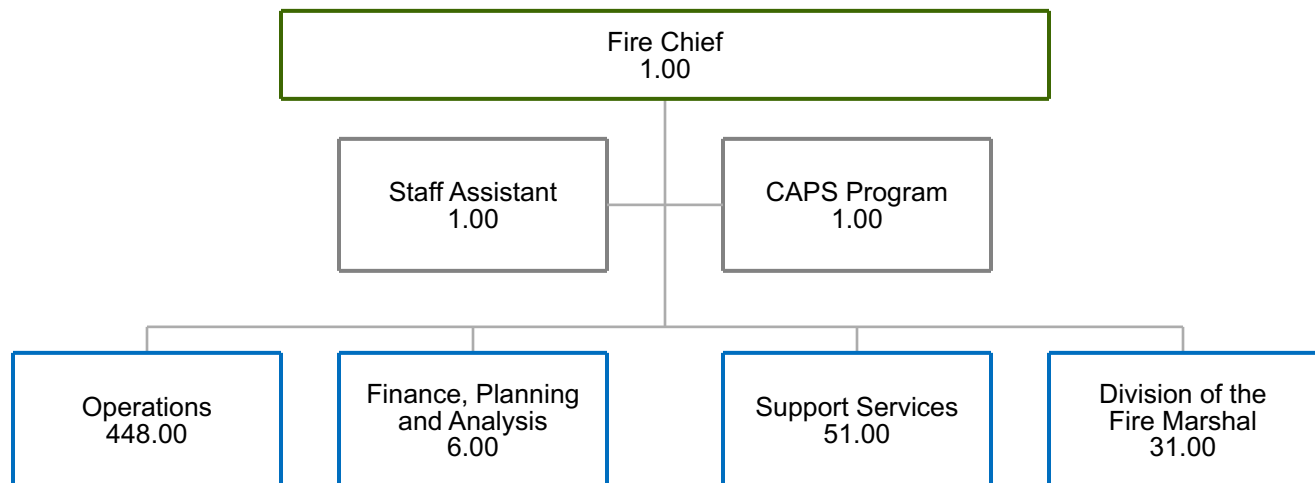 Fire Chief
1.00
Staff Assistant
1.00
CAPS Program
1.00
Operations
448.00
Finance, Planning
and Analysis
6.00
Support Services
51.00
Division of the
Fire Marshal
31.00